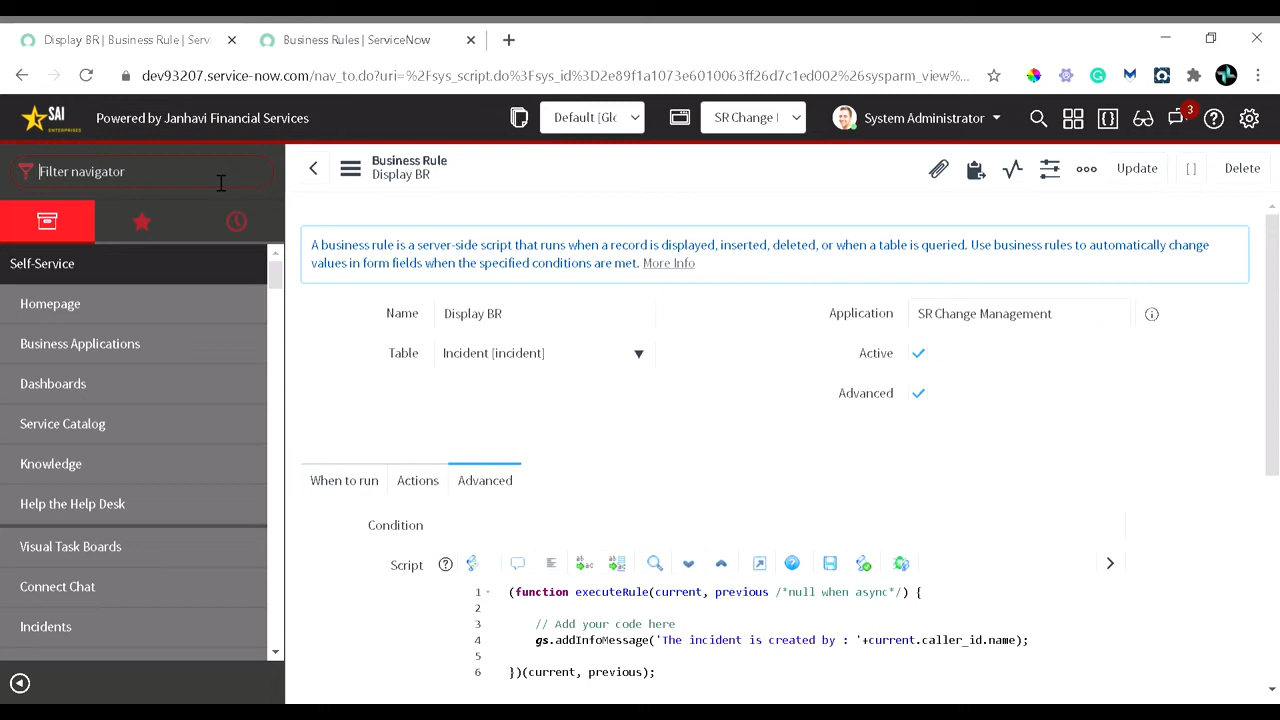 Display BR | Business Rule | Serv
Business Rules | ServiceNow
dev93207.service-now.com/nav_to.do?uri=%2Fsys_script.do%3Fsys_id%3D2e89f1a1073e6010063ff26d7c1ed002%26sysparm_view%...
SAI
ENTERPRISES
Powered by Janhavi Financial Services
Default [Glo
SR Change I
System Administrator
3
Filter navigator
Self-Service
Homepage
Business Applications
Dashboards
Service Catalog
Knowledge
Help the Help Desk
Visual Task Boards
Connect Chat
Incidents
Business Rule
Display BR
Update
[ ]
Delete
A business rule is a server-side script that runs when a record is displayed, inserted, deleted, or when a table is queried. Use business rules to automatically change
values in form fields when the specified conditions are met. More Info
Name
Display BR
Application
SR Change Management
Table
Incident [incident]
Active
Advanced
When to run
Actions
Advanced
Condition
Script
1 (function executeRule(current, previous /*null when async*/) {
2
3 // Add your code here
4 gs.addInfoMessage('The incident is created by : '+current.caller_id.name);
5
6 })(current, previous);